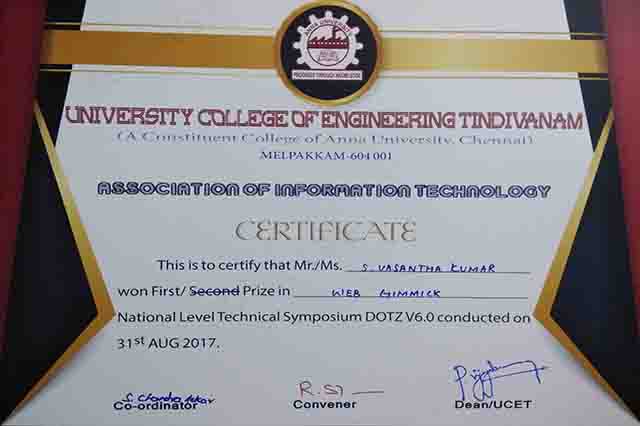 ANNA UNIVERSITY
PROGRESS THROUGH KNOWLEDGE
UNIVERSITY COLLEGE OF ENGINEERING TINDIVANAM
(A Constituent College of Anna University, Chennai)
MELPAKKAM-604 001
ASSOCIATION OF INFORMATION TECHNOLOGY
CERTIFICATE
This is to certify that Mr./Ms. S. VASANTHA KUMAR
won First/ Second Prize in WEB GIMMICK
National Level Technical Symposium DOTZ V6.0 conducted on
31st AUG 2017.
Co-ordinator Convener Dean/UCET